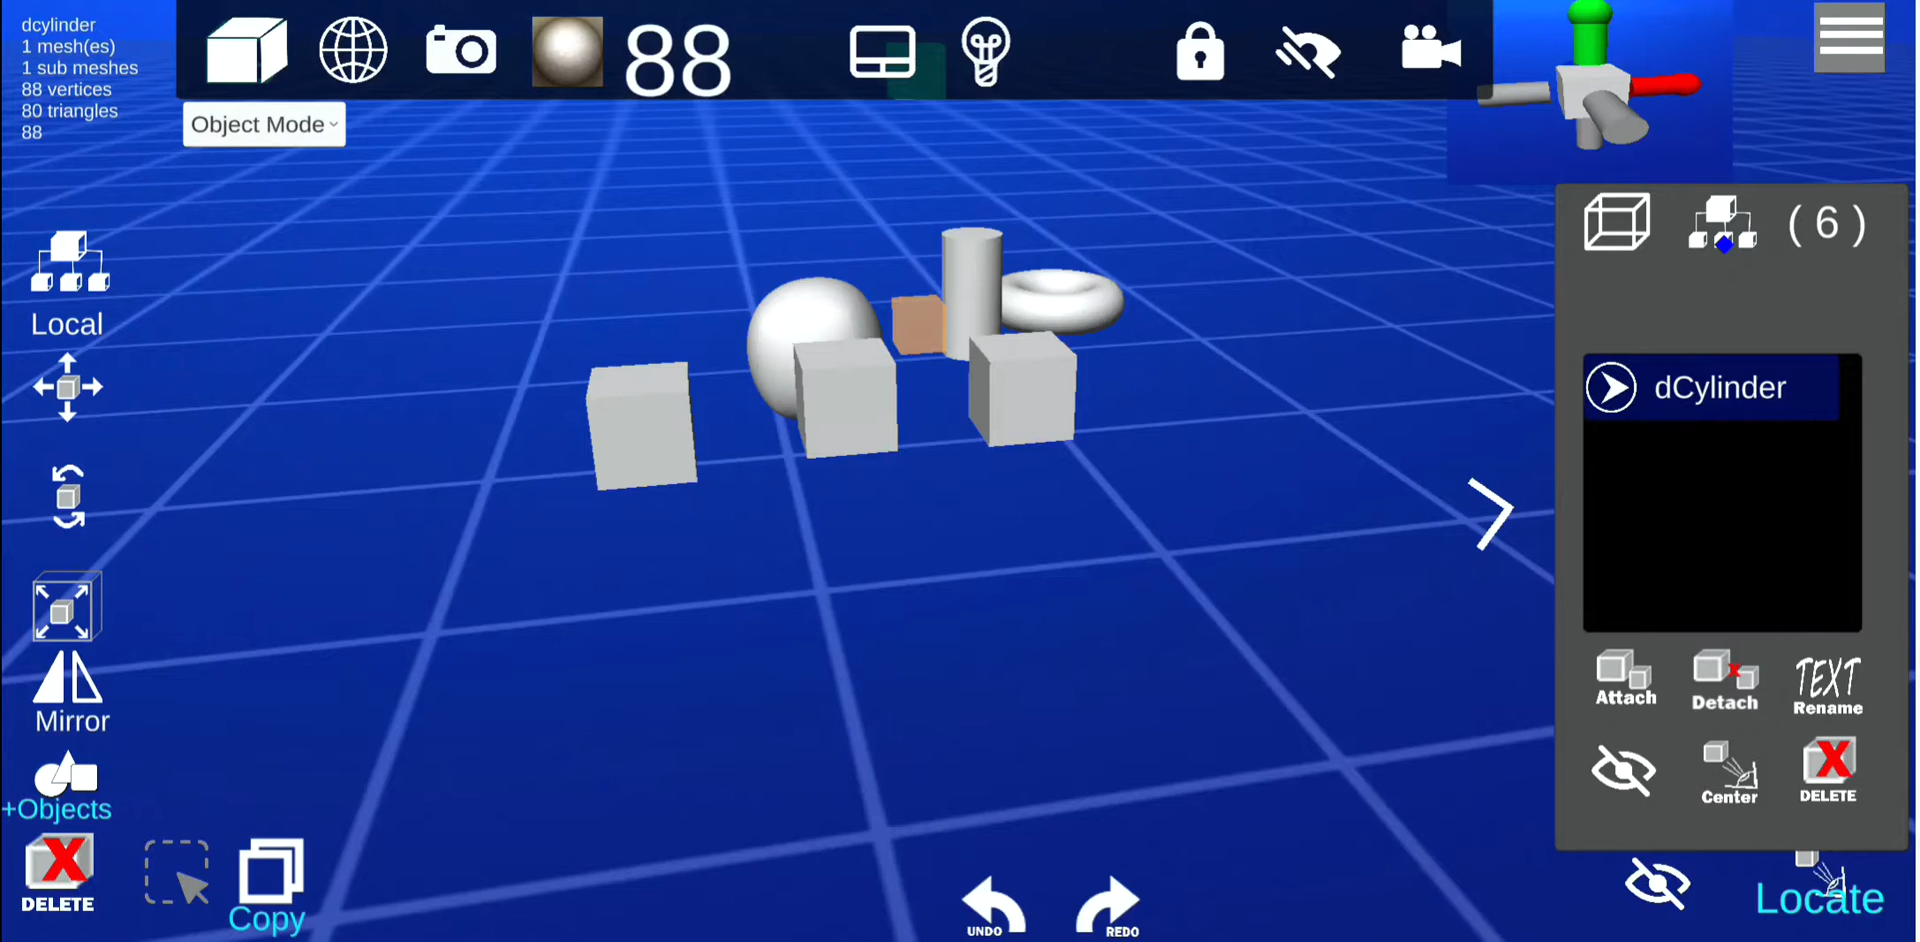 dcylinder
1 mesh(es)
1 sub meshes
88 vertices
80 triangles
88
88
Object Mode
( 6 )
Local
dCylinder
Attach
Detach
TEXT
Rename
Mirror
Center
DELETE
+Objects
DELETE
Copy
UNDO
REDO
Locate